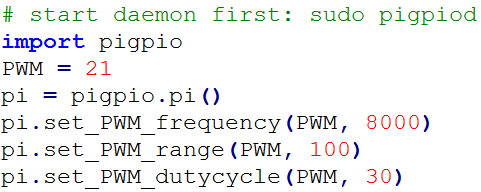 # start daemon first: sudo pigpiod
import pigpio
PWM = 21
pi = pigpio.pi()
pi.set_PWM_frequency(PWM, 8000)
pi.set_PWM_range(PWM, 100)
pi.set_PWM_dutycycle(PWM, 30)